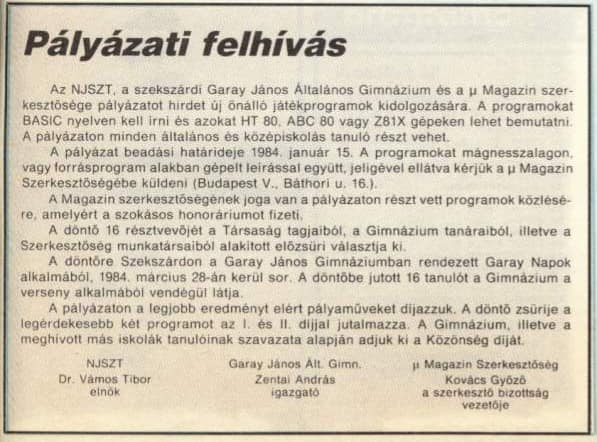 Pályázati felhívás
Az NJSZT, a szekszárdi Garay János Általános Gimnázium és a µ Magazin szer-
kesztősége pályázatot hirdet új önálló játékprogramok kidolgozására. A programokat
BASIC nyelven kell írni és azokat HT 80, ABC 80 vagy Z81X gépeken lehet bemutatni.
A pályázaton minden általános és középiskolás tanuló részt vehet.
A pályázat beadási határideje 1984. január 15. A programokat mágnesszalagon,
vagy forrásprogram alakban gépelt leírással együtt, jeligével ellátva kérjük a µ Magazin
Szerkesztőségébe küldeni (Budapest V., Báthori u. 16.).
A Magazin szerkesztőségének joga van a pályázaton részt vett programok közlésé-
re, amelyért a szokásos honoráriumot fizeti.
A döntő 16 résztvevőjét a Társaság tagjaiból, a Gimnázium tanáraiból, illetve a
Szerkesztőség munkatársaiból alakított előzsüri választja ki.
A döntőre Szekszárdon a Garay János Gimnáziumban rendezett Garay Napok
alkalmából, 1984. március 28-án kerül sor. A döntőbe jutott 16 tanulót a Gimnázium a
verseny alkalmából vendégül látja.
A pályázaton a legjobb eredményt elért pályaműveket díjazzuk. A döntő zsürije a
legérdekesebb két programot az I. és II. díjjal jutalmazza. A Gimnázium, illetve a
meghívott más iskolák tanulóinak szavazata alapján adjuk ki a Közönség díját.
NJSZT
Dr. Vámos Tibor
elnök
Garay János Ált. Gimn.
Zentai András
igazgató
µ Magazin Szerkesztőség
Kovács Győző
a szerkesztő bizottság
vezetője